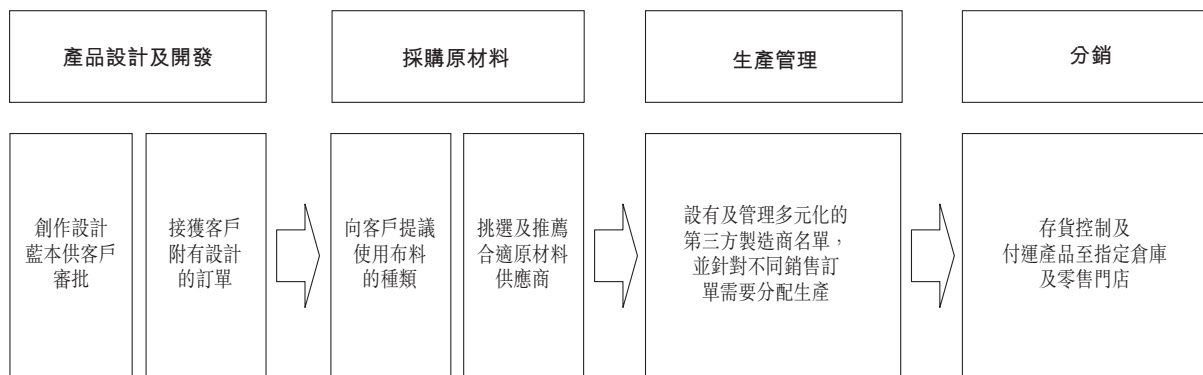 產品設計及開發
採購原材料
生產管理
分銷
創作設計
藍本供客戶
審批
接獲客戶
附有設計
的訂單
向客戶提議
使用布料
的種類
挑選及推薦
合適原材料
供應商
設有及管理多元化的
第三方製造商名單，
並針對不同銷售訂
單需要分配生產
存貨控制及
付運產品至指定倉庫
及零售門店